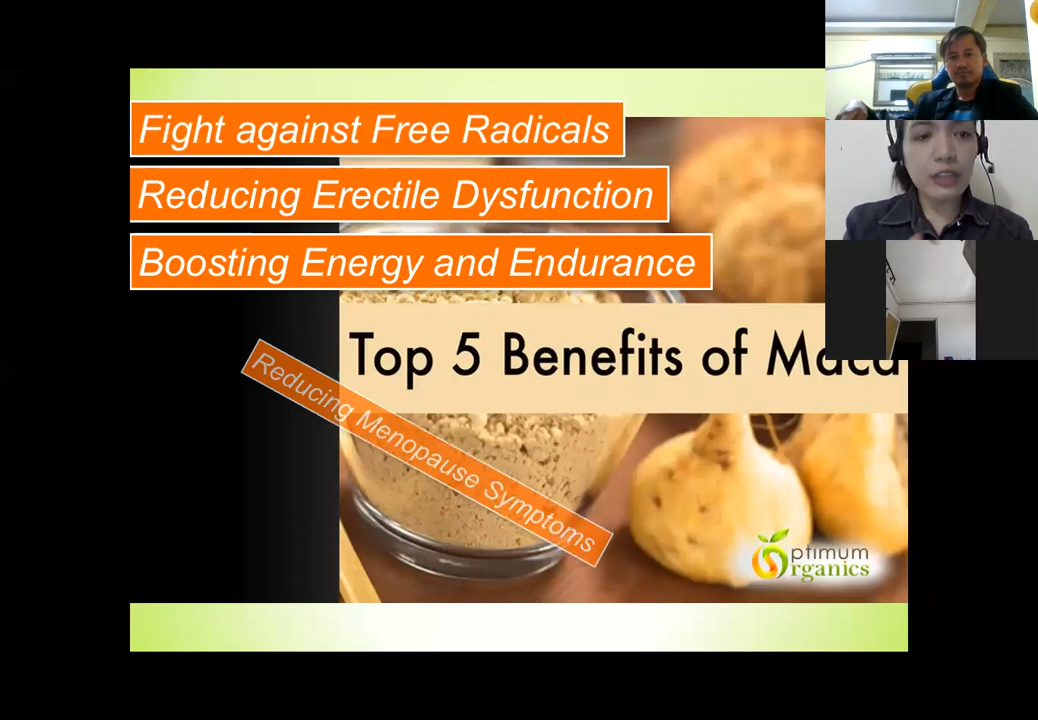 Fight against Free Radicals
Reducing Erectile Dysfunction
Boosting Energy and Endurance
Top 5 Benefits of Maca
Reducing Menopause Symptoms
ptimum
rganics